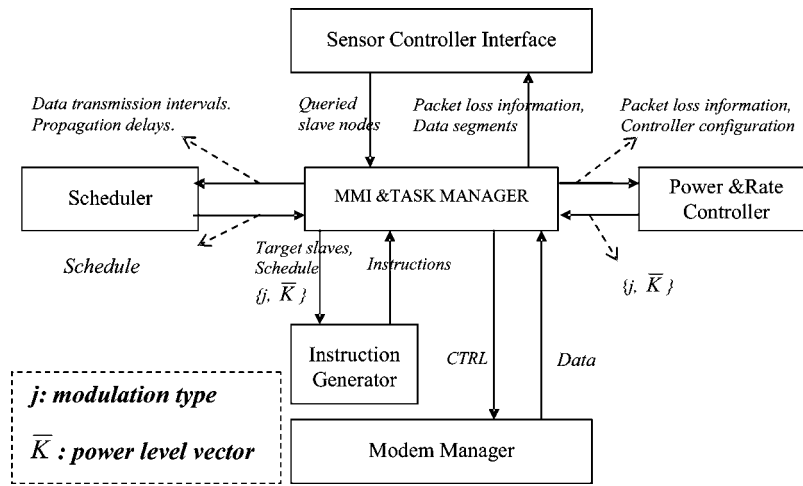 Sensor Controller Interface
Data transmission intervals.
Propagation delays.
Queried
slave nodes
Packet loss information,
Data segments
Packet loss information,
Controller configuration
Scheduler
MMI &TASK MANAGER
Power &Rate
Controller
Schedule
Target slaves,
Schedule
{j, K̅ }
Instructions
{j, K̅ }
Instruction
Generator
CTRL
Data
j: modulation type
K̅ : power level vector
Modem Manager